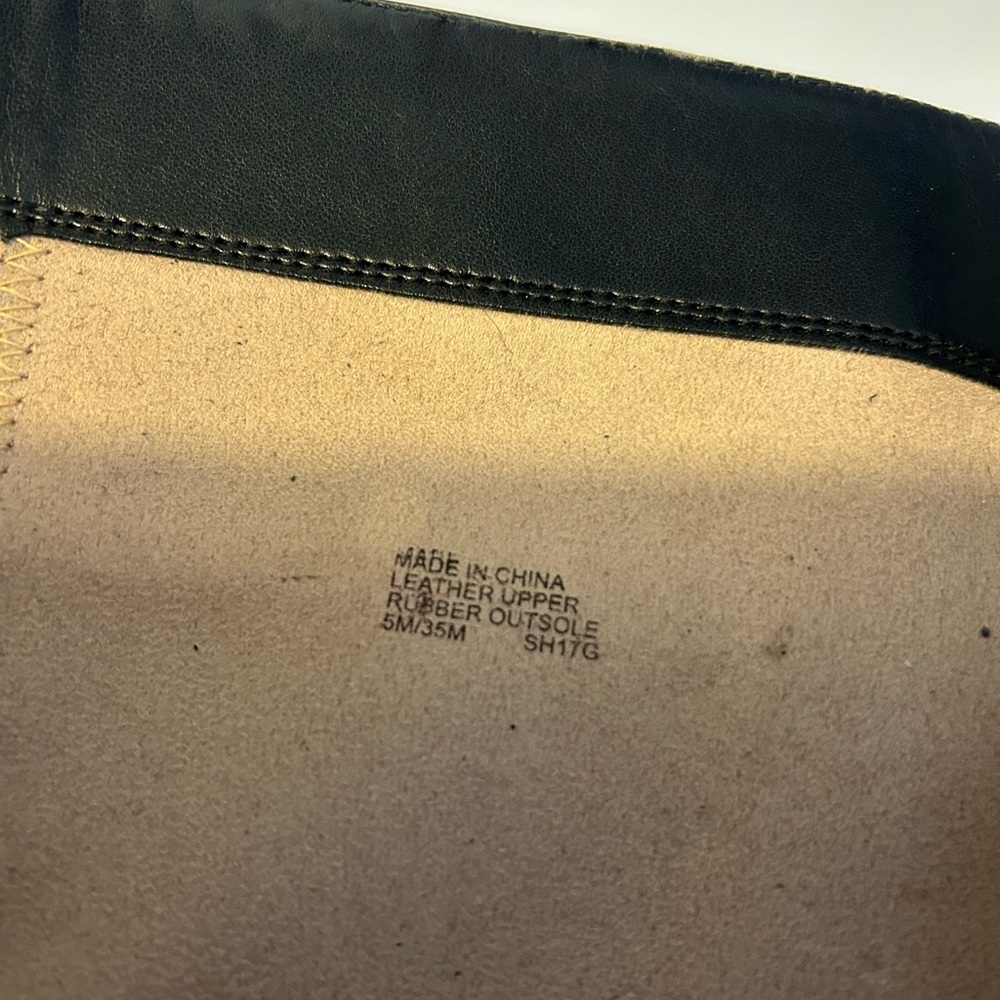 MADE IN CHINA
LEATHER UPPER
RUBBER OUTSOLE
5M/35M SH17G